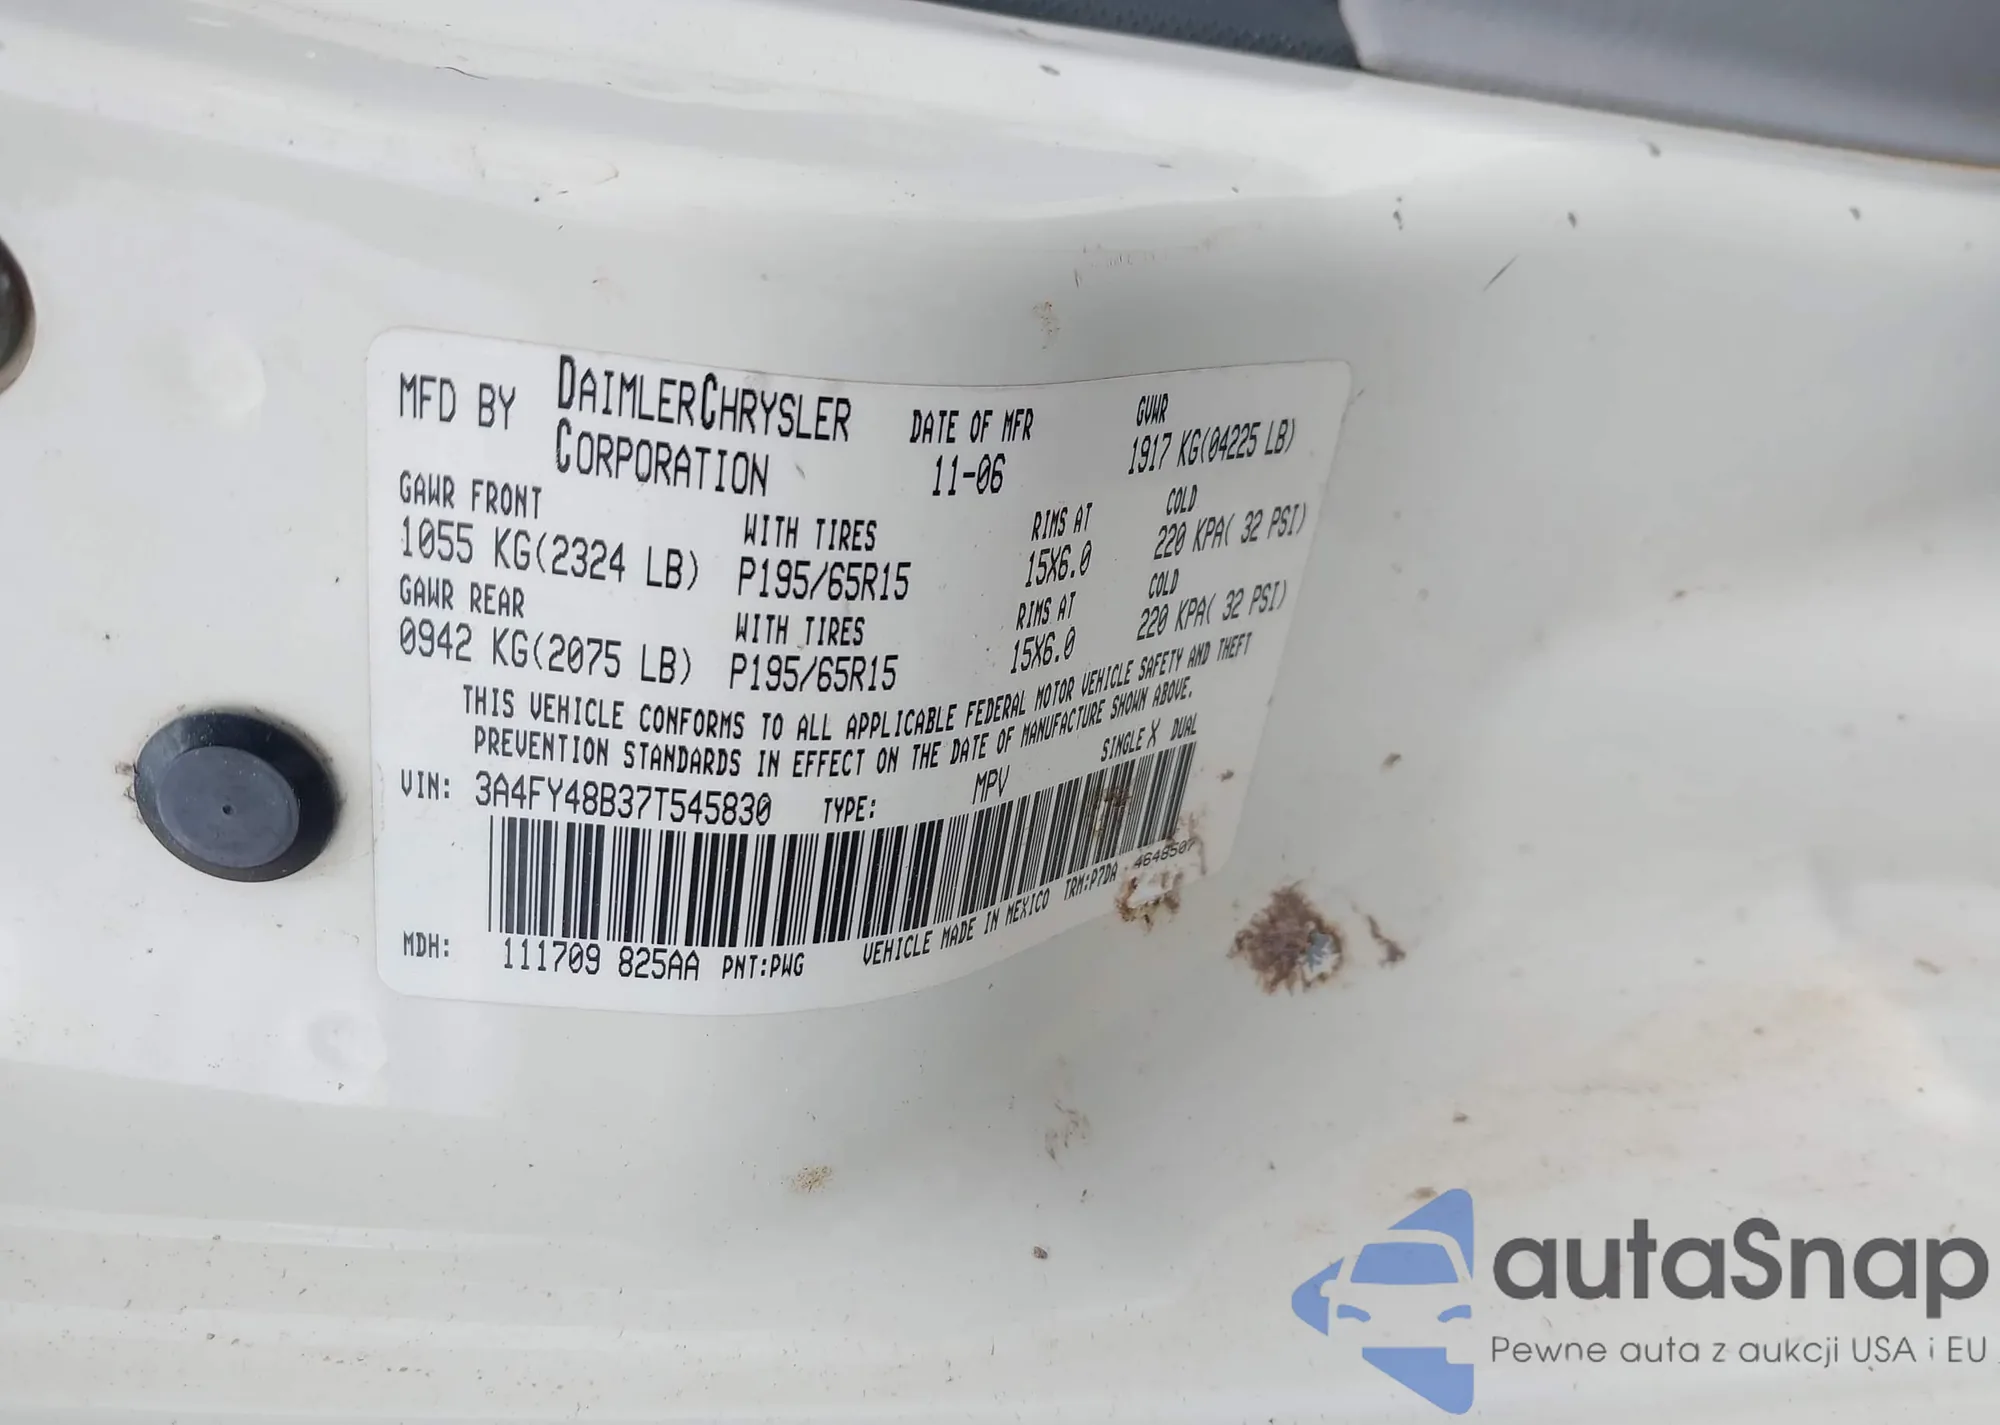 MFD BY DAIMLERCHRYSLER CORPORATION
DATE OF MFR
11-06
GVWR
1917 KG(04225 LB)
GAWR FRONT
1055 KG(2324 LB)
WITH TIRES
P195/65R15
RIMS AT
15X6.0
COLD
220 KPA( 32 PSI)
GAWR REAR
0942 KG(2075 LB)
WITH TIRES
P195/65R15
RIMS AT
15X6.0
COLD
220 KPA( 32 PSI)
THIS VEHICLE CONFORMS TO ALL APPLICABLE FEDERAL MOTOR VEHICLE SAFETY AND THEFT
PREVENTION STANDARDS IN EFFECT ON THE DATE OF MANUFACTURE SHOWN ABOVE.
VIN: 3A4FY48B37T545830 TYPE: MPV SINGLE X DUAL
MDH: 111709 825AA PNT:PWG VEHICLE MADE IN MEXICO TRM:P7DA 4648507
autaSnap
Pewne auta z aukcji USA i EU